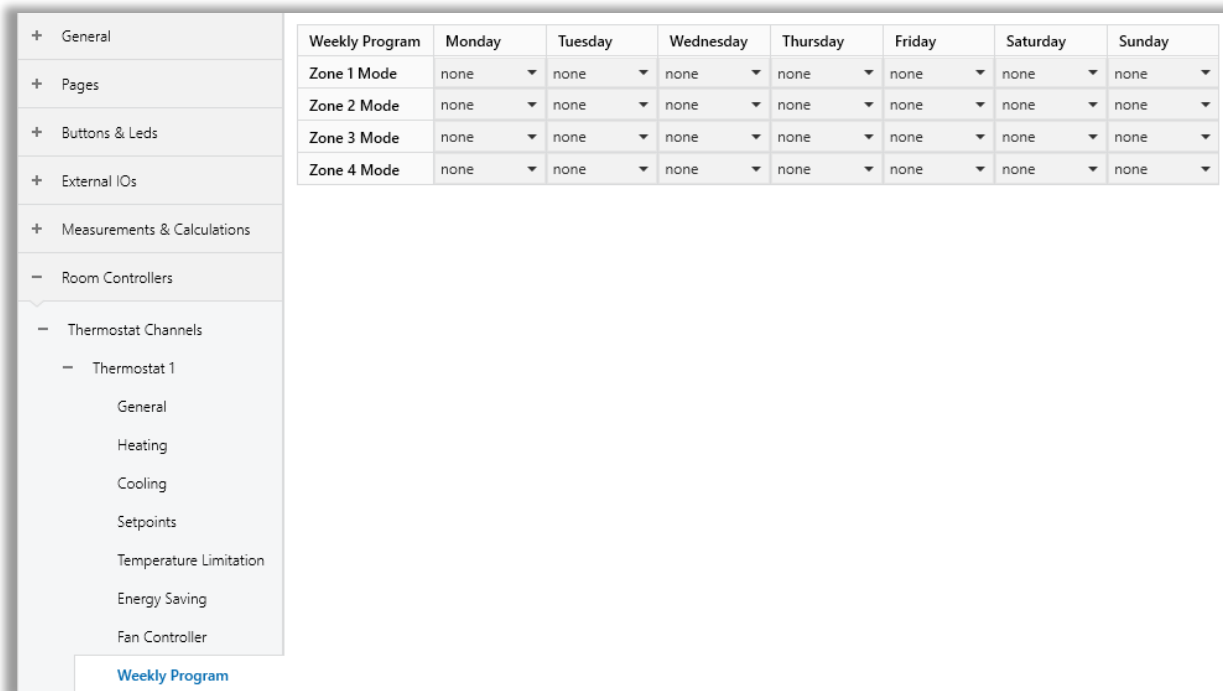 + General
+ Pages
+ Buttons & Leds
+ External IOs
+ Measurements & Calculations
− Room Controllers
− Thermostat Channels
− Thermostat 1
General
Heating
Cooling
Setpoints
Temperature Limitation
Energy Saving
Fan Controller
Weekly Program
Weekly Program Monday Tuesday Wednesday Thursday Friday Saturday Sunday
Zone 1 Mode none none none none none none none
Zone 2 Mode none none none none none none none
Zone 3 Mode none none none none none none none
Zone 4 Mode none none none none none none none